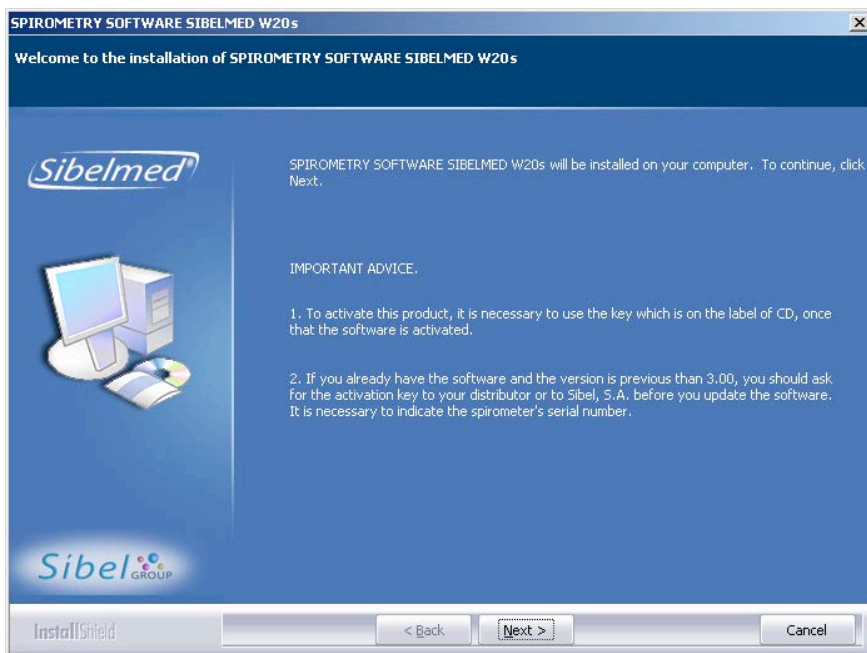 SPIROMETRY SOFTWARE SIBELMED W20s
Welcome to the installation of SPIROMETRY SOFTWARE SIBELMED W20s
Sibelmed®
SPIROMETRY SOFTWARE SIBELMED W20s will be installed on your computer. To continue, click
Next.
IMPORTANT ADVICE.
1. To activate this product, it is necessary to use the key which is on the label of CD, once
that the software is activated.
2. If you already have the software and the version is previous than 3.00, you should ask
for the activation key to your distributor or to Sibel, S.A. before you update the software.
It is necessary to indicate the spirometer's serial number.
Sibel GROUP
InstallShield
< Back
Next >
Cancel